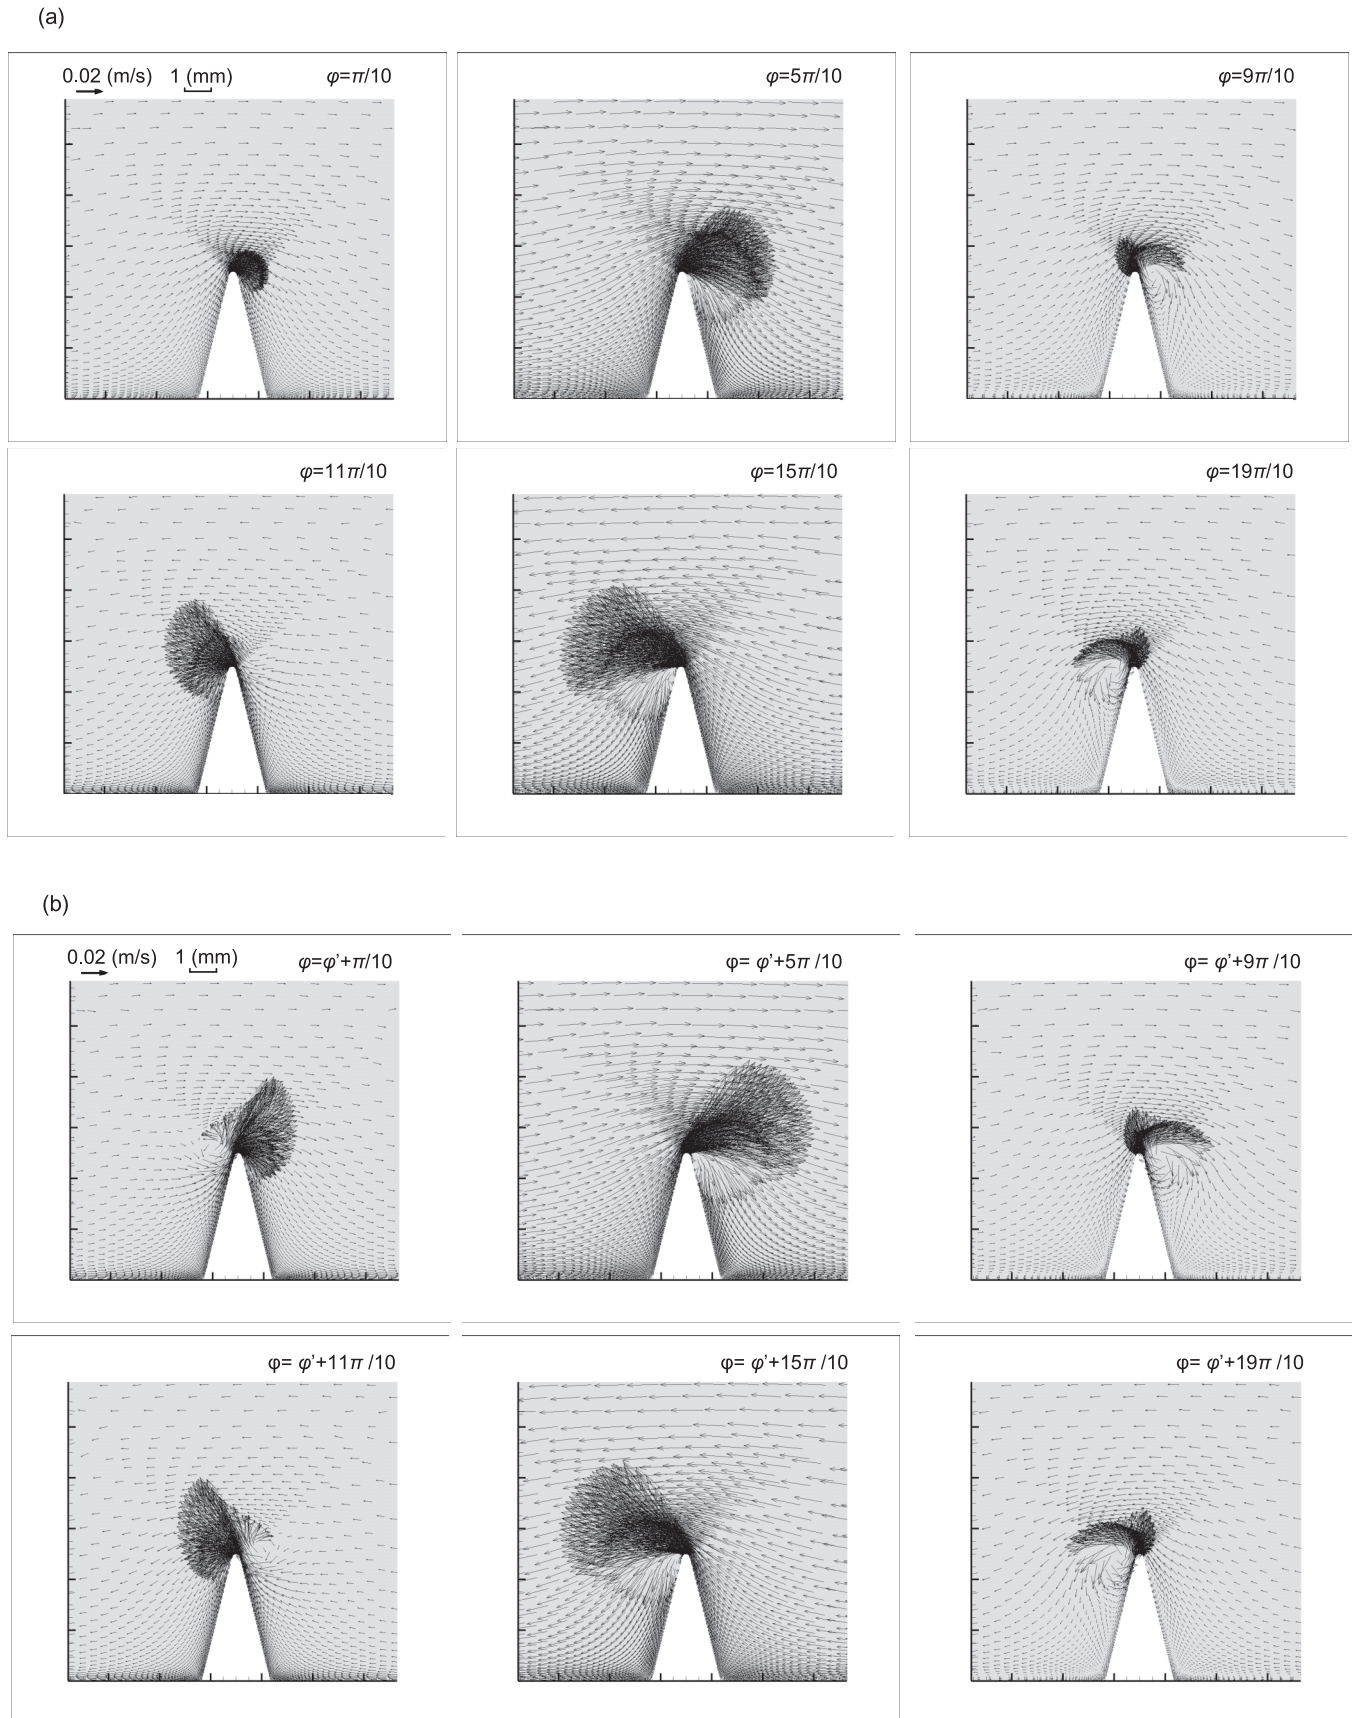 (a)
0.02 (m/s) 1 (mm) φ=π/10
φ=5π/10
φ=9π/10
φ=11π/10
φ=15π/10
φ=19π/10
(b)
0.02 (m/s) 1 (mm) φ=φ'+π/10
φ= φ'+5π /10
φ= φ'+9π /10
φ= φ'+11π /10
φ= φ'+15π /10
φ= φ'+19π /10